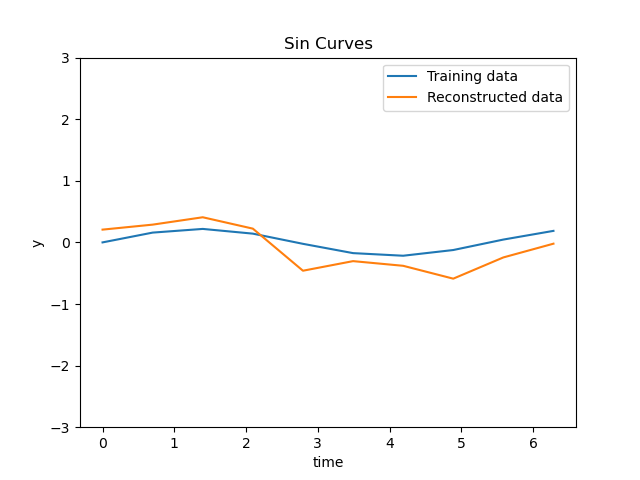 Sin Curves
Training data
Reconstructed data
3
2
1
0
−1
−2
−3
y
0 1 2 3 4 5 6
time